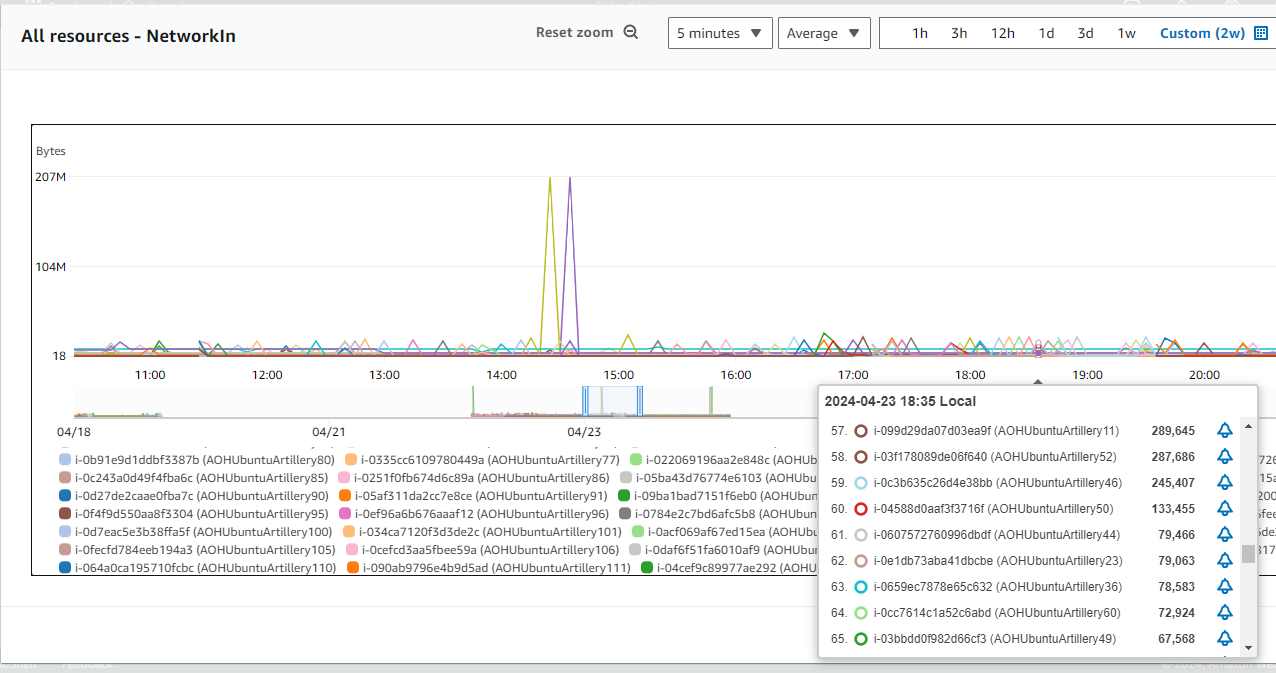 All resources - NetworkIn
Reset zoom
5 minutes
Average
1h 3h 12h 1d 3d 1w Custom (2w)
Bytes
207M
104M
18
11:00 12:00 13:00 14:00 15:00 16:00 17:00 18:00 19:00 20:00
04/18 04/21 04/23
i-0b91e9d1ddbf3387b (AOHUbuntuArtillery80) i-0335cc6109780449a (AOHUbuntuArtillery77) i-022069196aa2e848c (AOHUb
i-0c243a0d49f4fba6c (AOHUbuntuArtillery85) i-0251f0fb674d6c89a (AOHUbuntuArtillery86) i-05ba43d76774e6103 (AOHUb
i-0d27de2caae0fba7c (AOHUbuntuArtillery90) i-05af311da2cc7e8ce (AOHUbuntuArtillery91) i-09ba1bad7151f6eb0 (AOHUbun
i-0f4f9d550aa8f3304 (AOHUbuntuArtillery95) i-0ef96a6b676aaaf12 (AOHUbuntuArtillery96) i-0784e2c7bd6afc5b8 (AOHUbun
i-0d7eac5e3b38ffa5f (AOHUbuntuArtillery100) i-034ca7120f3d3de2c (AOHUbuntuArtillery101) i-0acf069af67ed15ea (AOHUbu
i-0fecfd784eeb194a3 (AOHUbuntuArtillery105) i-0cefcd3aa5fbee59a (AOHUbuntuArtillery106) i-0daf6f51fa6010af9 (AOHUbu
i-064a0ca195710fcbc (AOHUbuntuArtillery110) i-090ab9796e4b9d5ad (AOHUbuntuArtillery111) i-04cef9c89977ae292 (AOHU
2024-04-23 18:35 Local
57. i-099d29da07d03ea9f (AOHUbuntuArtillery11) 289,645
58. i-03f178089de06f640 (AOHUbuntuArtillery52) 287,686
59. i-0c3b635c26d4e38bb (AOHUbuntuArtillery46) 245,407
60. i-04588d0aaf3f3716f (AOHUbuntuArtillery50) 133,455
61. i-0607572760996dbdf (AOHUbuntuArtillery44) 79,466
62. i-0e1db73aba41dbcbe (AOHUbuntuArtillery23) 79,063
63. i-0659ec7878e65c632 (AOHUbuntuArtillery36) 78,583
64. i-0cc7614c1a52c6abd (AOHUbuntuArtillery60) 72,924
65. i-03bbdd0f982d66cf3 (AOHUbuntuArtillery49) 67,568
Feedback